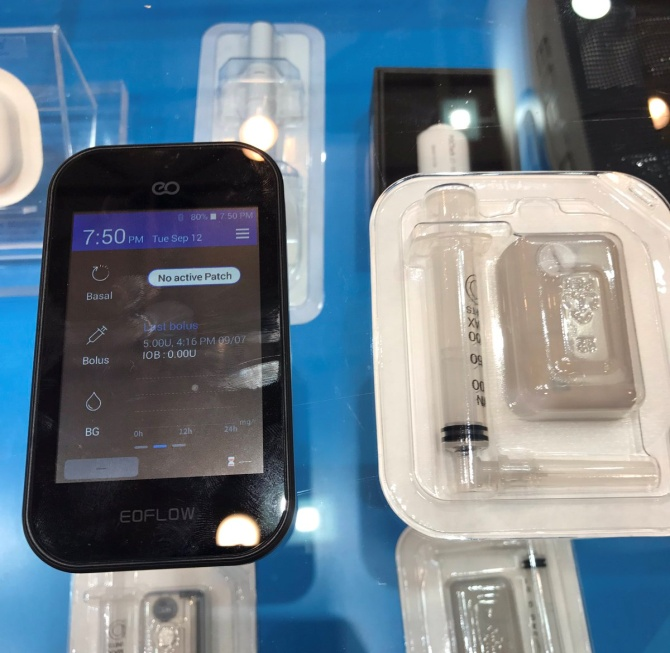 80% 7:50 PM
7:50 PM Tue Sep 12
No active Patch
Basal
Last bolus
5:00U, 4:16 PM 09/07
IOB : 0.00U
Bolus
BG
0h 12h 24h
EOFLOW